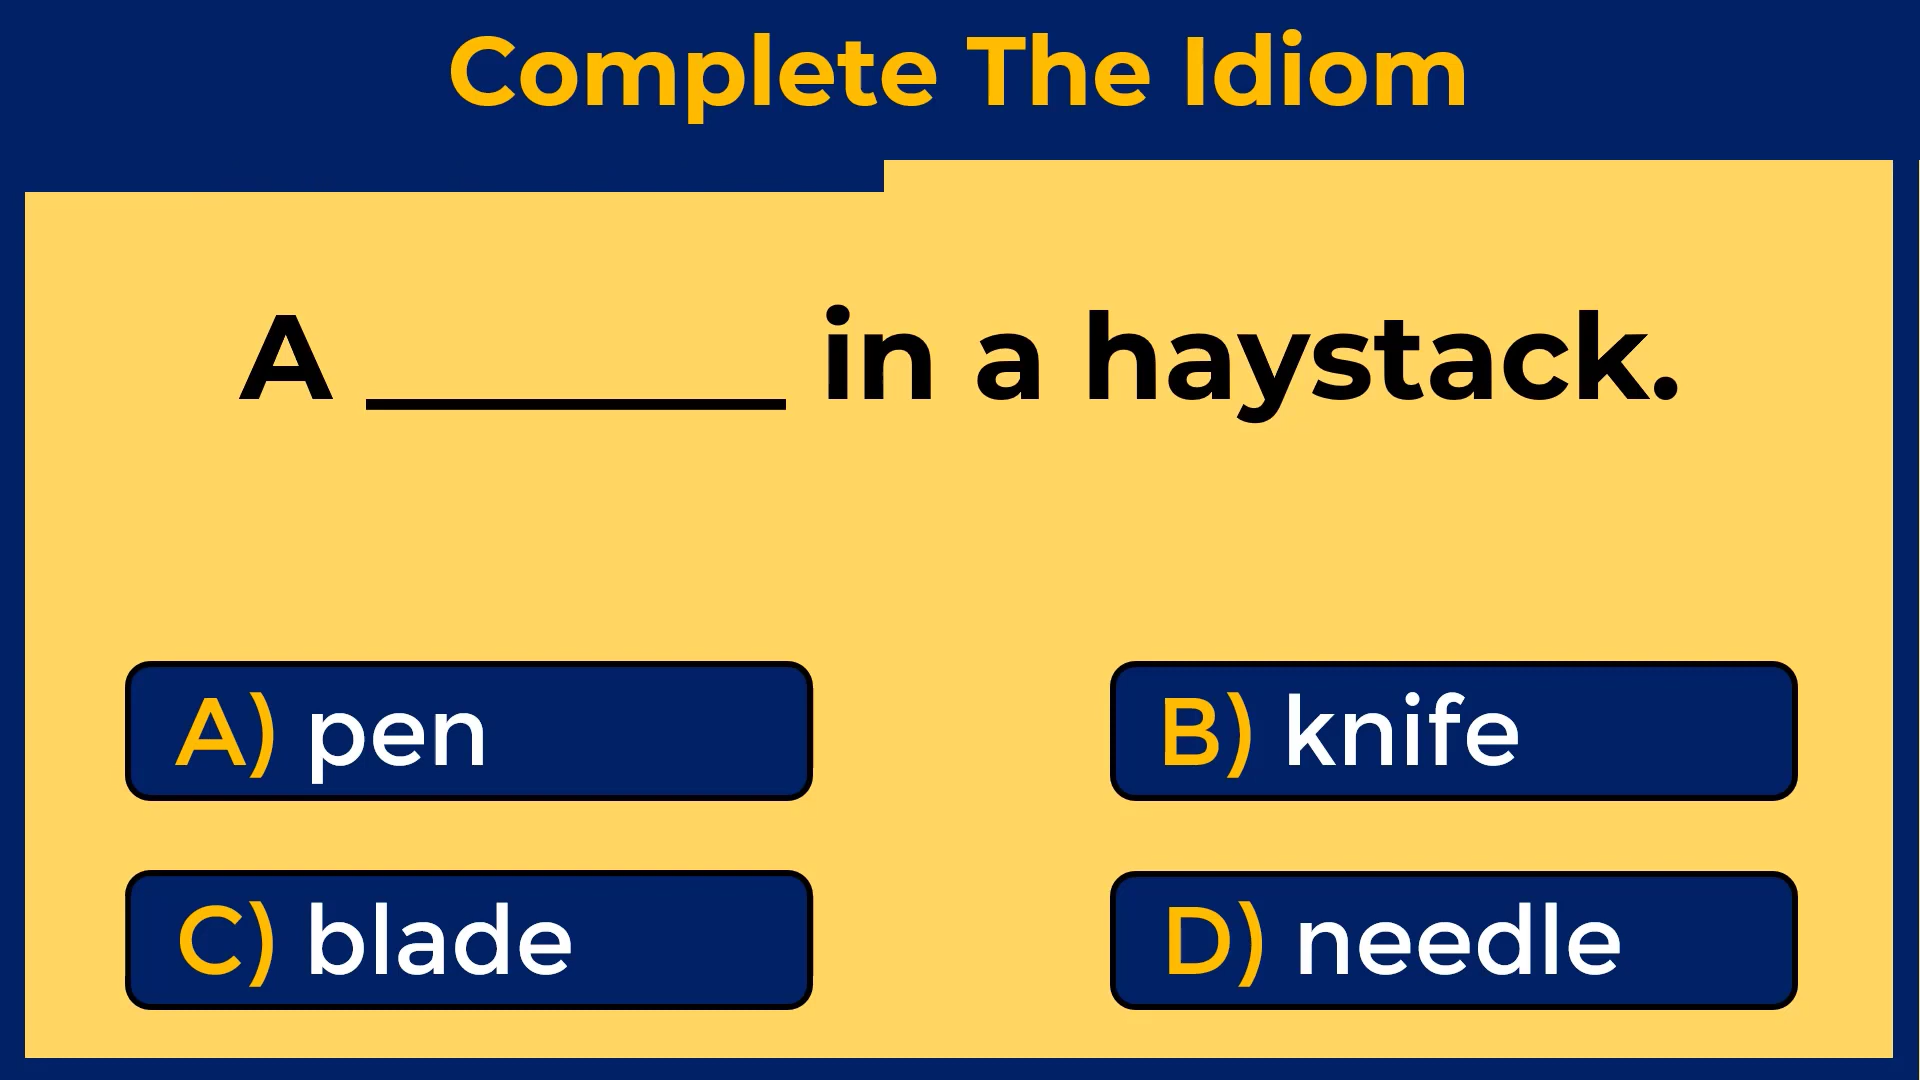 Complete The Idiom
A _______ in a haystack.
A) pen
B) knife
C) blade
D) needle